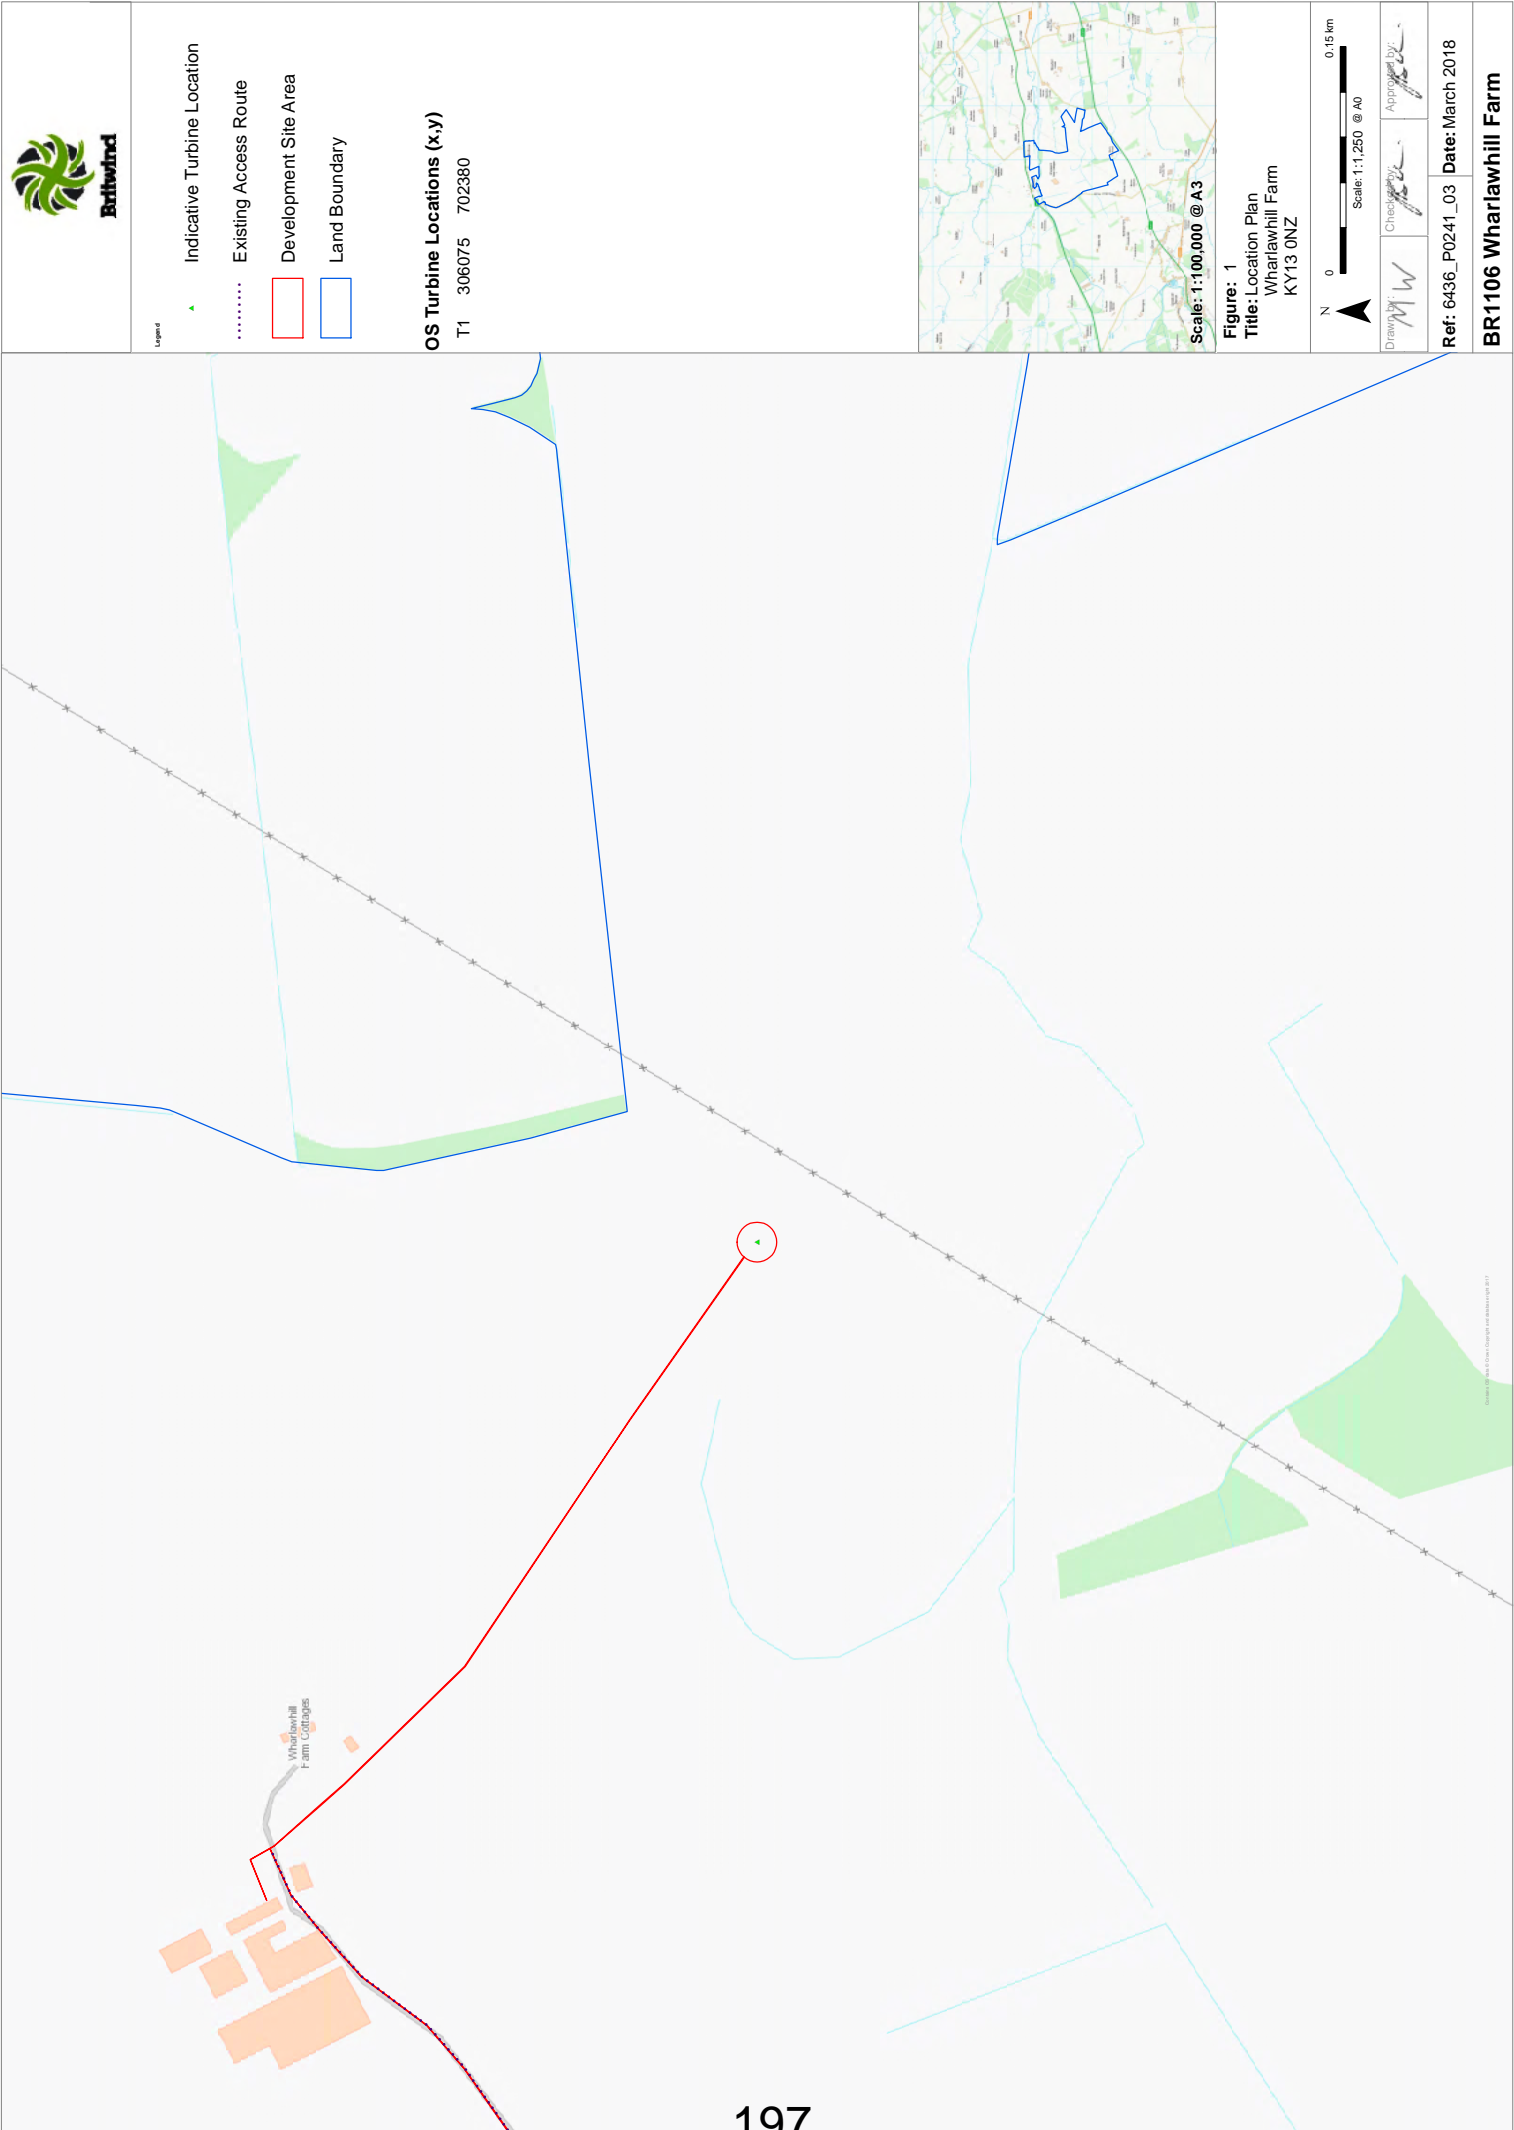 Britwind
Legend
Indicative Turbine Location
Existing Access Route
Development Site Area
Land Boundary
OS Turbine Locations (x,y)
T1 306075 702380
Scale: 1:100,000 @ A3
Figure: 1
Title: Location Plan
Wharlawhill Farm
KY13 0NZ
N
0 0.15 km
Scale: 1:1,250 @ A0
Drawn by: MW
Checked by:
Approved by:
Ref: 6436_P0241_03 Date: March 2018
BR1106 Wharlawhill Farm
Wharlawhill
Farm Cottages
197